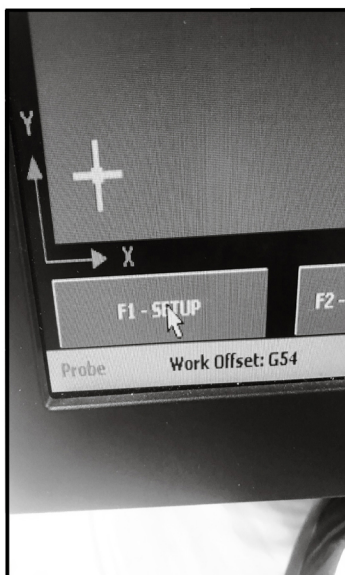 Y
X
F1 - SETUP
F2 -
Probe
Work Offset: G54